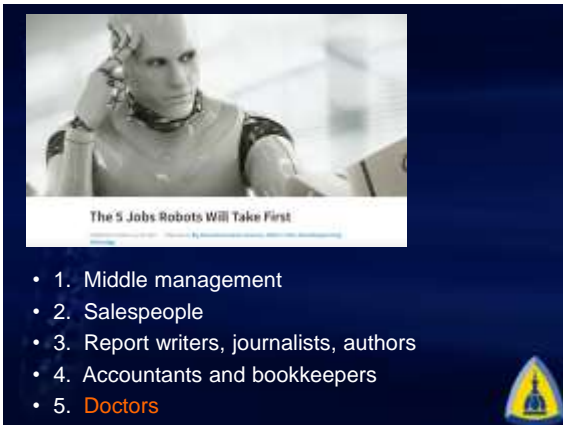 The 5 Jobs Robots Will Take First
• 1. Middle management
• 2. Salespeople
• 3. Report writers, journalists, authors
• 4. Accountants and bookkeepers
• 5. Doctors